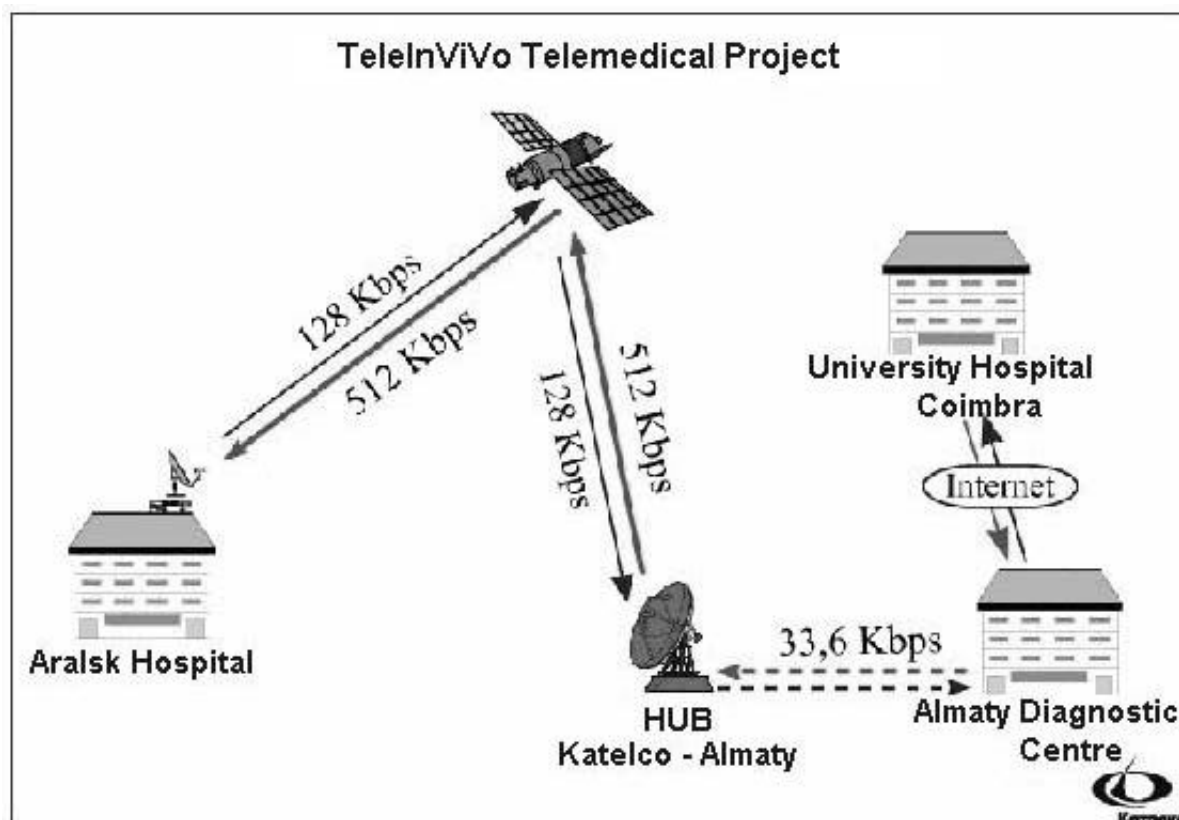 TeleInViVo Telemedical Project
128 Kbps
512 Kbps
128 Kbps
512 Kbps
University Hospital
Coimbra
Internet
Aralsk Hospital
33,6 Kbps
HUB
Katelco - Almaty
Almaty Diagnostic
Centre